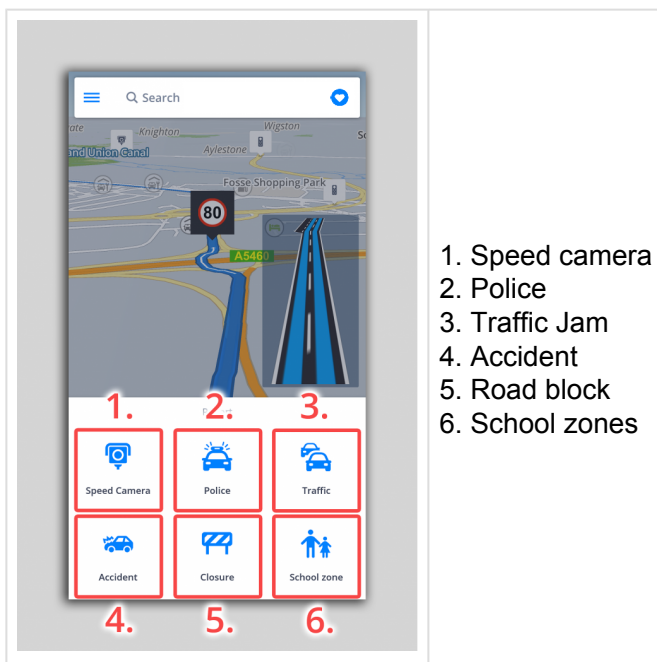 Search
Knighton
Wigston
and Union Canal
Aylestone
Fosse Shopping Park
80
A5460
1.
2.
3.
Speed Camera
Police
Traffic
Accident
Closure
School zone
4.
5.
6.
1. Speed camera
2. Police
3. Traffic Jam
4. Accident
5. Road block
6. School zones